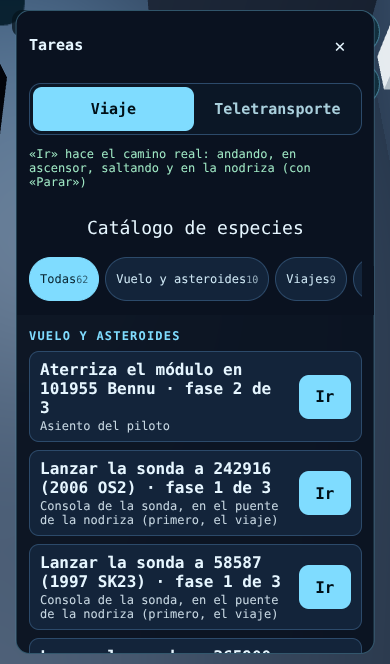 Tareas
×
Viaje
Teletransporte
«Ir» hace el camino real: andando, en
ascensor, saltando y en la nodriza (con
«Parar»)
Catálogo de especies
Todas62
Vuelo y asteroides10
Viajes9
VUELO Y ASTEROIDES
Aterriza el módulo en
101955 Bennu · fase 2 de
3
Asiento del piloto
Ir
Lanzar la sonda a 242916
(2006 OS2) · fase 1 de 3
Consola de la sonda, en el puente
de la nodriza (primero, el viaje)
Ir
Lanzar la sonda a 58587
(1997 SK23) · fase 1 de 3
Consola de la sonda, en el puente
de la nodriza (primero, el viaje)
Ir